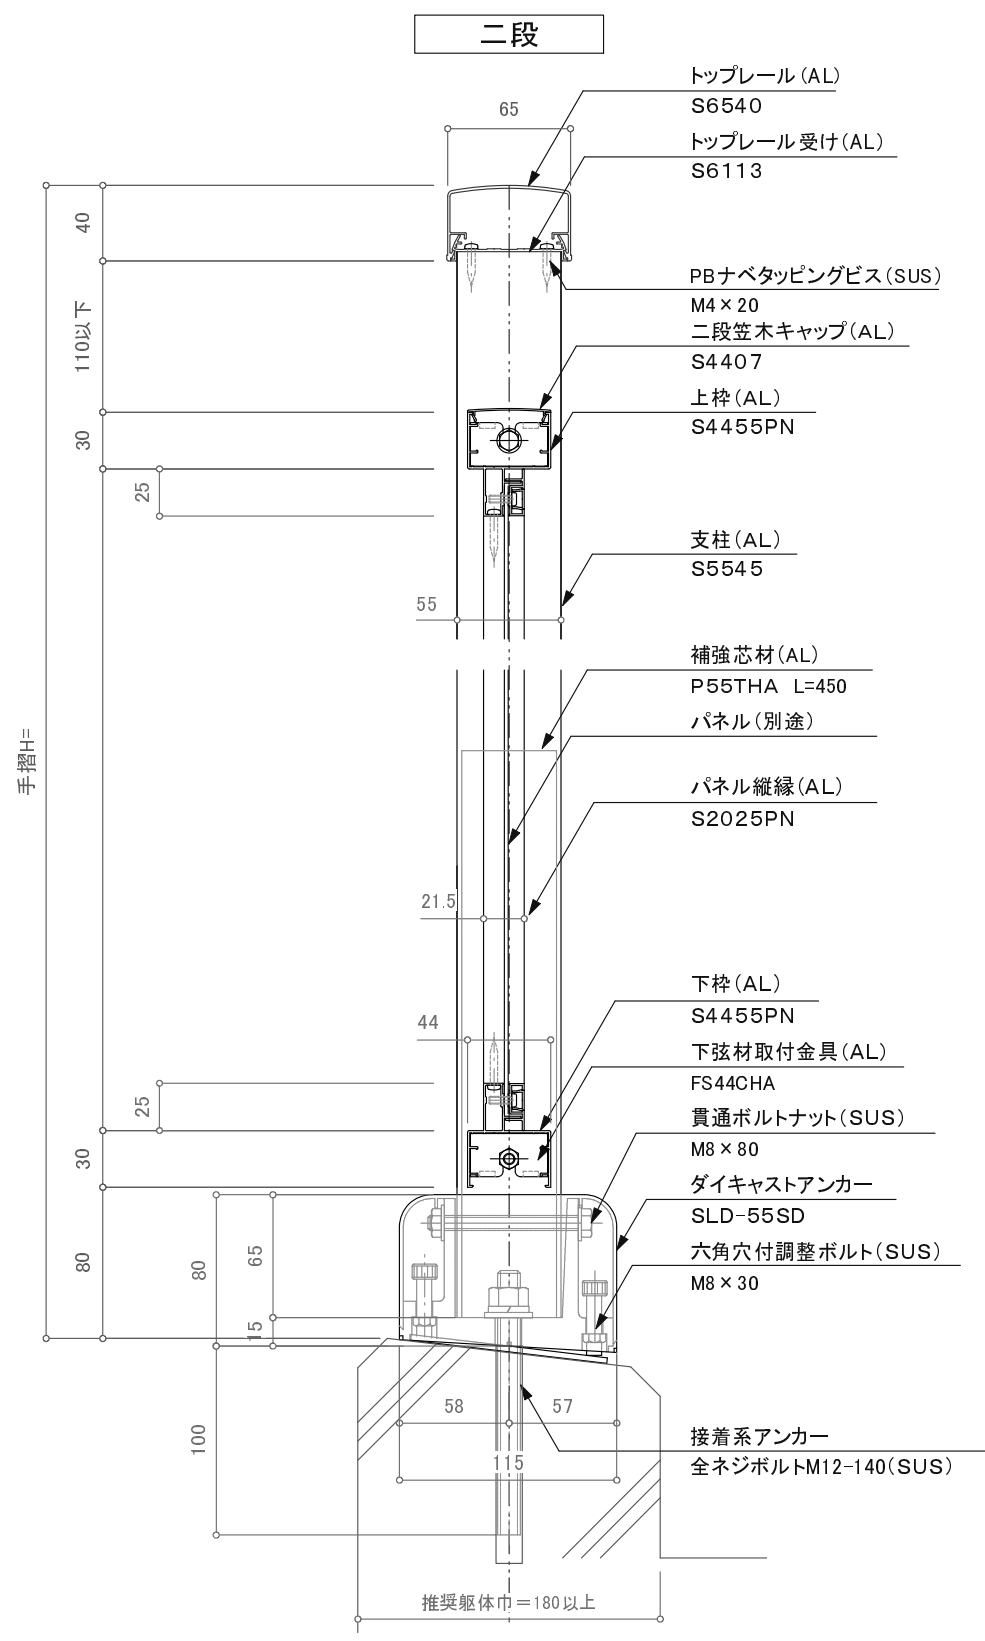 二段
トップレール(AL)
S6540
65
トップレール受け(AL)
S6113
40
PBナベタッピングビス(SUS)
M4×20
110以下
二段笠木キャップ(AL)
S4407
上枠(AL)
S4455PN
30
25
支柱(AL)
S5545
55
補強芯材(AL)
P55THA L=450
パネル(別途)
手摺H=
パネル縦縁(AL)
S2025PN
21.5
下枠(AL)
S4455PN
44
下弦材取付金具(AL)
FS44CHA
25
貫通ボルトナット(SUS)
M8×80
30
ダイキャストアンカー
SLD-55SD
六角穴付調整ボルト(SUS)
M8×30
80
80
65
15
58
57
接着系アンカー
全ネジボルトM12-140(SUS)
100
115
推奨躯体巾=180以上